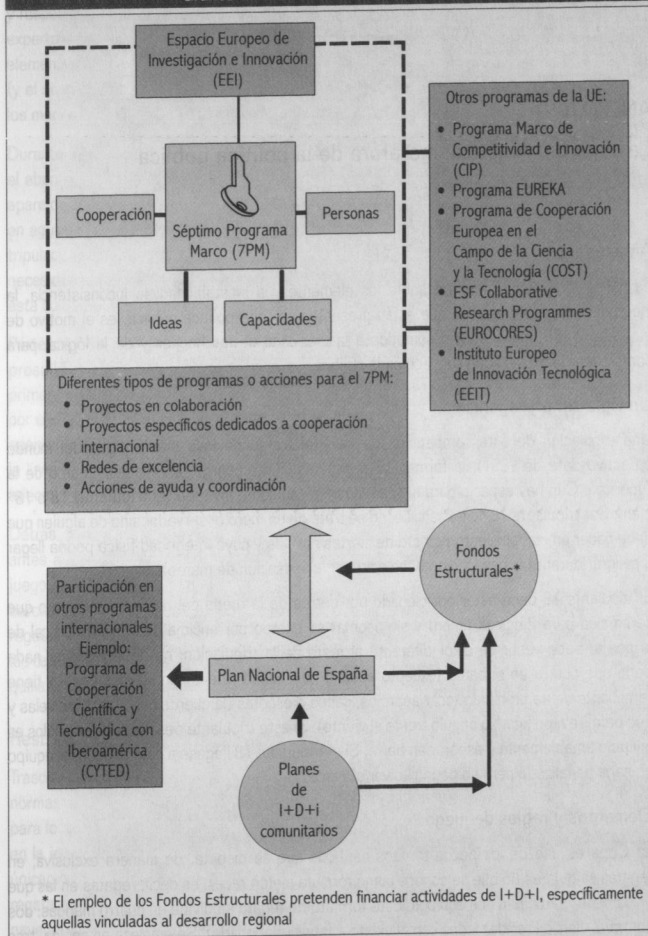 Espacio Europeo de
Investigación e Innovación
(EEI)
Cooperación
Séptimo Programa
Marco (7PM)
Personas
Ideas
Capacidades
Otros programas de la UE:
• Programa Marco de
Competitividad e Innovación
(CIP)
• Programa EUREKA
• Programa de Cooperación
Europea en el
Campo de la Ciencia
y la Tecnología (COST)
• ESF Collaborative
Research Programmes
(EUROCORES)
• Instituto Europeo
de Innovación Tecnológica
(EEIT)
Diferentes tipos de programas o acciones para el 7PM:
• Proyectos en colaboración
• Proyectos específicos dedicados a cooperación
internacional
• Redes de excelencia
• Acciones de ayuda y coordinación
Fondos
Estructurales*
Participación en
otros programas
internacionales
Ejemplo:
Programa de
Cooperación
Científica y
Tecnológica con
Iberoamérica
(CYTED)
Plan Nacional de España
Planes
de
I+D+i
comunitarios
* El empleo de los Fondos Estructurales pretenden financiar actividades de I+D+I, específicamente
aquellas vinculadas al desarrollo regional